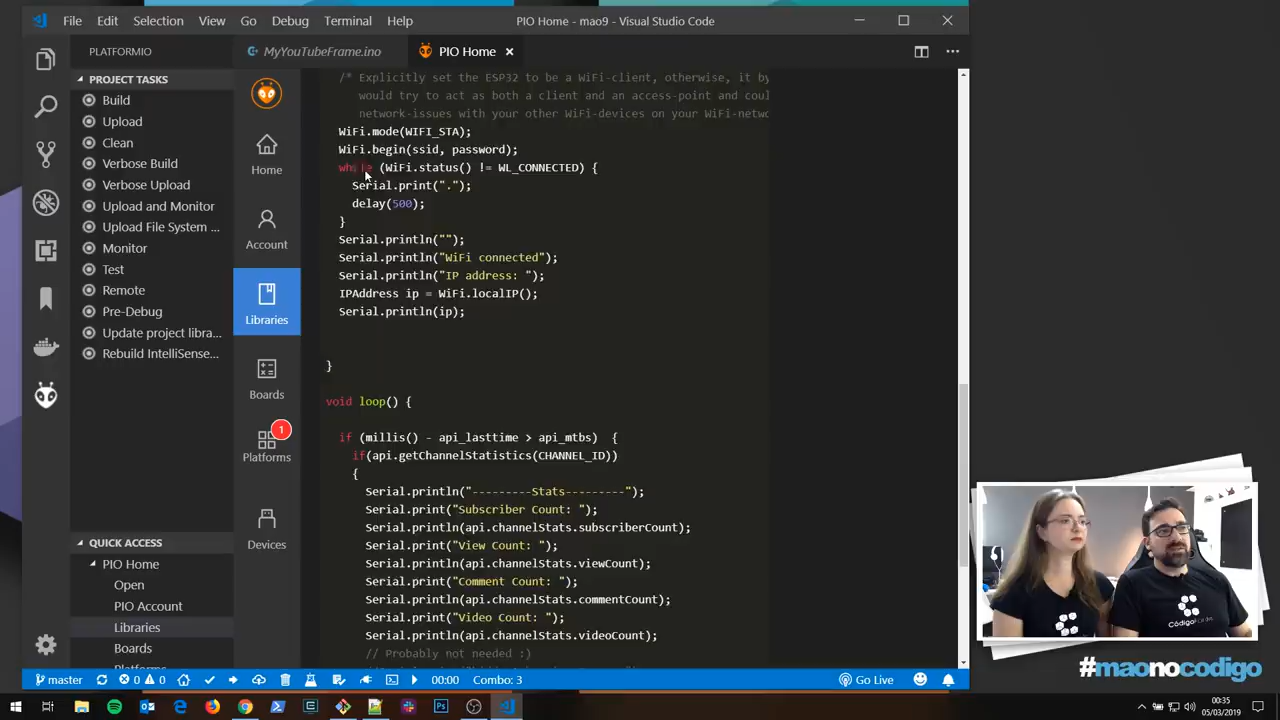 File Edit Selection View Go Debug Terminal Help PIO Home - mao9 - Visual Studio Code
PLATFORMIO
MyYouTubeFrame.ino
PIO Home
PROJECT TASKS
Build
Upload
Clean
Verbose Build
Verbose Upload
Upload and Monitor
Upload File System ...
Monitor
Test
Remote
Pre-Debug
Update project libra...
Rebuild IntelliSense...
QUICK ACCESS
PIO Home
Open
PIO Account
Libraries
Boards
Home
Account
Libraries
Boards
1
Platforms
Devices
/* Explicitly set the ESP32 to be a WiFi-client, otherwise, it by
would try to act as both a client and an access-point and cou
network-issues with your other WiFi-devices on your WiFi-netwo
WiFi.mode(WIFI_STA);
WiFi.begin(ssid, password);
while (WiFi.status() != WL_CONNECTED) {
Serial.print(".");
delay(500);
}
Serial.println("");
Serial.println("WiFi connected");
Serial.println("IP address: ");
IPAddress ip = WiFi.localIP();
Serial.println(ip);
}
void loop() {
if (millis() - api_lasttime > api_mtbs)  {
if(api.getChannelStatistics(CHANNEL_ID))
{
Serial.println("---------Stats---------");
Serial.print("Subscriber Count: ");
Serial.println(api.channelStats.subscriberCount);
Serial.print("View Count: ");
Serial.println(api.channelStats.viewCount);
Serial.print("Comment Count: ");
Serial.println(api.channelStats.commentCount);
Serial.print("Video Count: ");
Serial.println(api.channelStats.videoCount);
// Probably not needed :)
#maonocodigo
master 0 0 00:00 Combo: 3 Go Live
00:35
05/03/2019